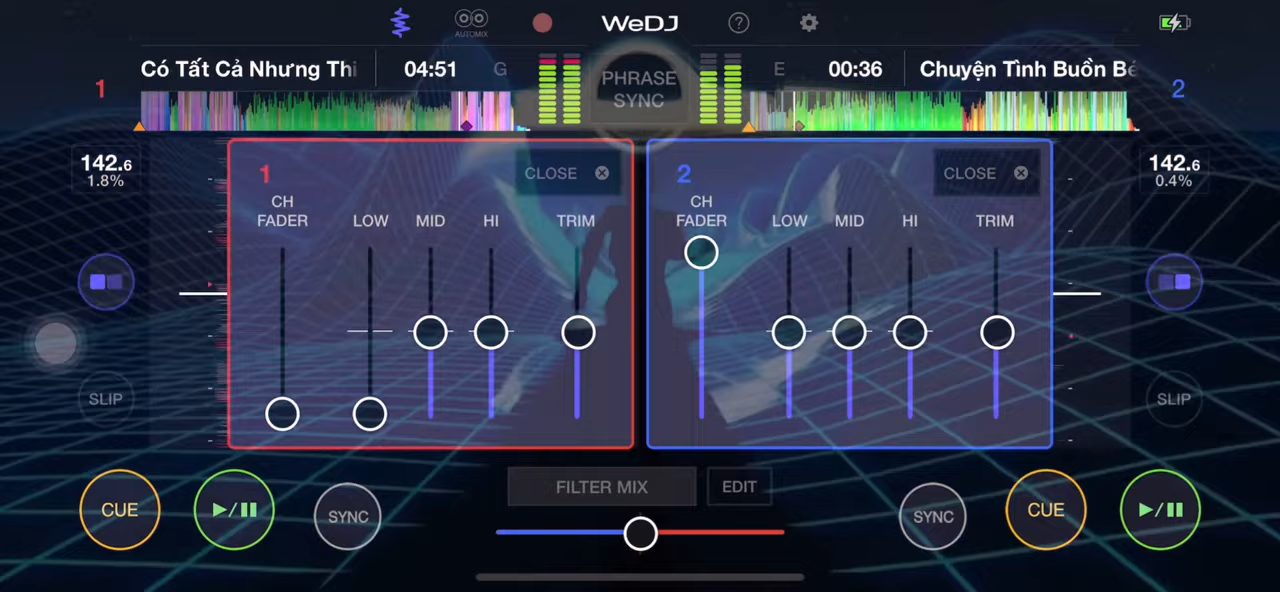 AUTOMIX
WeDJ
?
1
Có Tất Cả Nhưng Thi
04:51
G
PHRASE
SYNC
E
00:36
Chuyện Tình Buồn Bé
2
142.6
1.8%
142.6
0.4%
1
CLOSE
CH
FADER
LOW
MID
HI
TRIM
2
CLOSE
CH
FADER
LOW
MID
HI
TRIM
SLIP
SLIP
CUE
SYNC
FILTER MIX
EDIT
SYNC
CUE